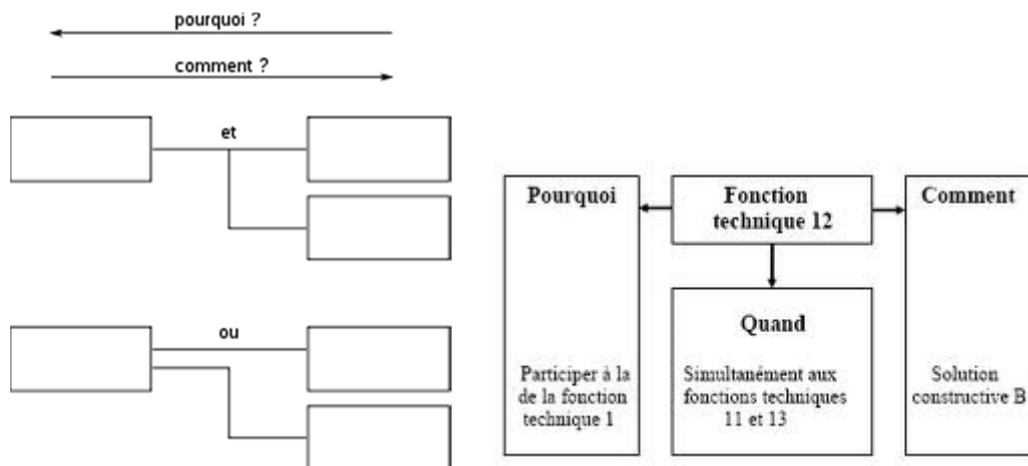 pourquoi ?
comment ?
et
ou
Pourquoi
Participer à la
de la fonction
technique 1
Fonction
technique 12
Quand
Simultanément aux
fonctions techniques
11 et 13
Comment
Solution
constructive B